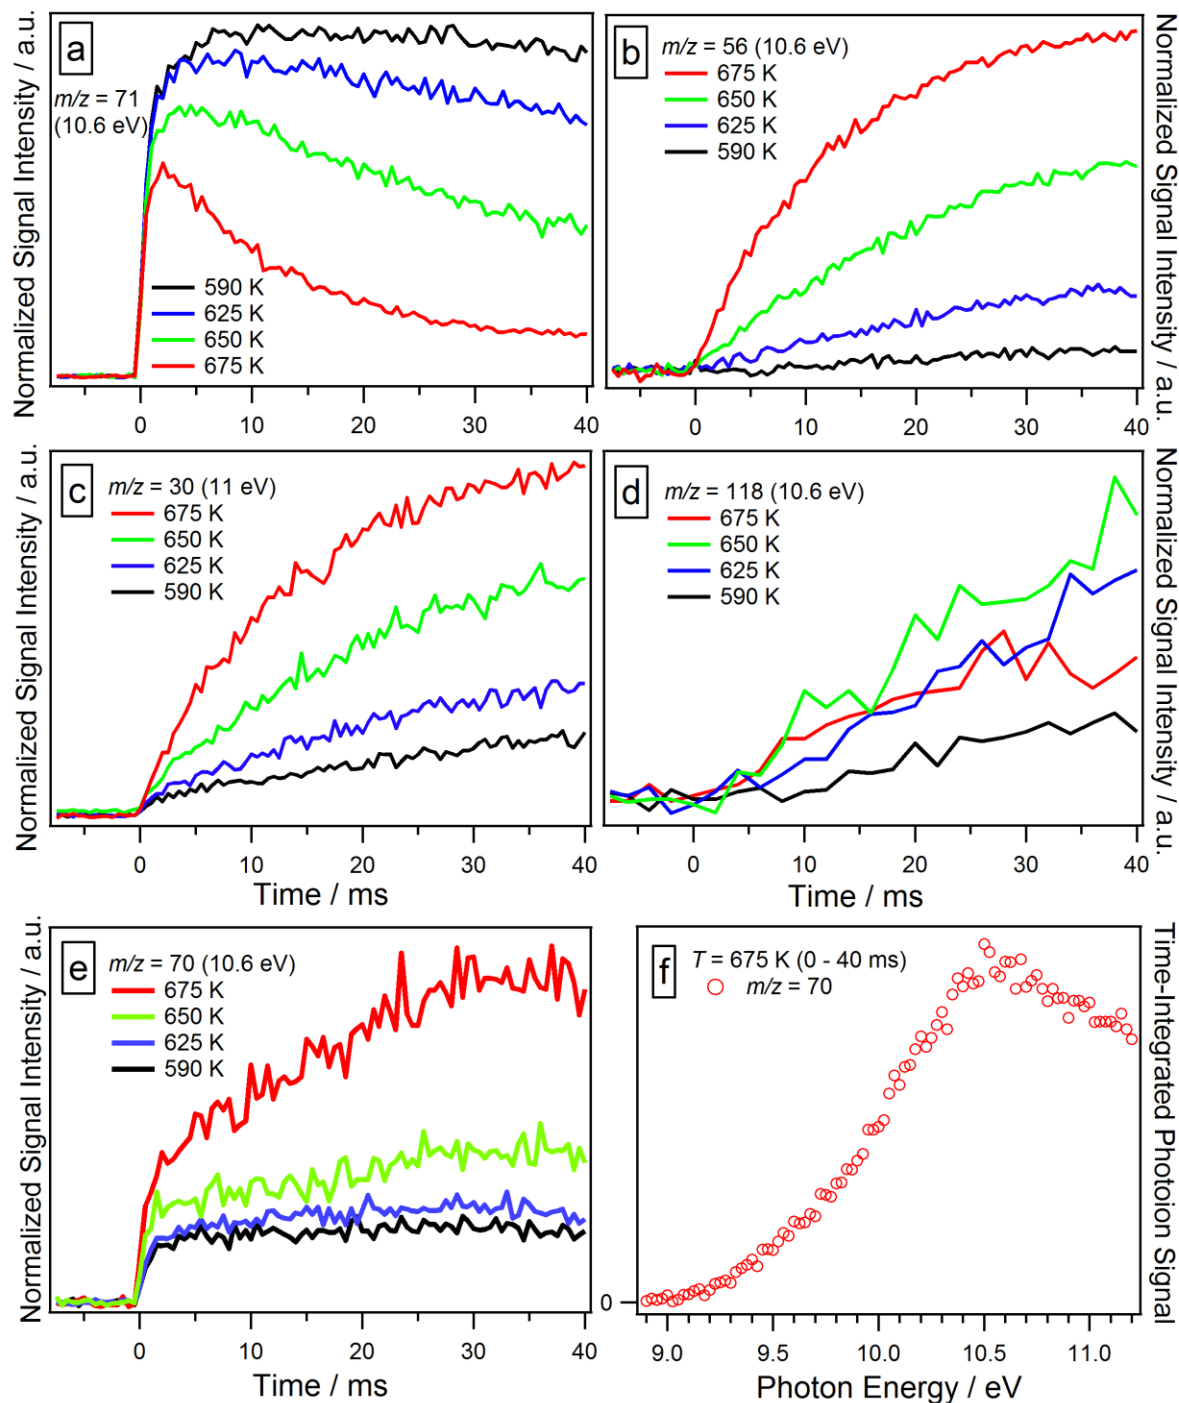 Normalized Signal Intensity / a.u.
a
m/z = 71
(10.6 eV)
590 K
625 K
650 K
675 K
0 10 20 30 40
b
m/z = 56 (10.6 eV)
675 K
650 K
625 K
590 K
0 10 20 30 40
Normalized Signal Intensity / a.u.
Normalized Signal Intensity / a.u.
c
m/z = 30 (11 eV)
675 K
650 K
625 K
590 K
0 10 20 30 40
Time / ms
d
m/z = 118 (10.6 eV)
675 K
650 K
625 K
590 K
0 10 20 30 40
Time / ms
Normalized Signal Intensity / a.u.
Normalized Signal Intensity / a.u.
e
m/z = 70 (10.6 eV)
675 K
650 K
625 K
590 K
0 10 20 30 40
Time / ms
f
T = 675 K (0 - 40 ms)
m/z = 70
0
9.0 9.5 10.0 10.5 11.0
Photon Energy / eV
Time-Integrated Photoion Signal